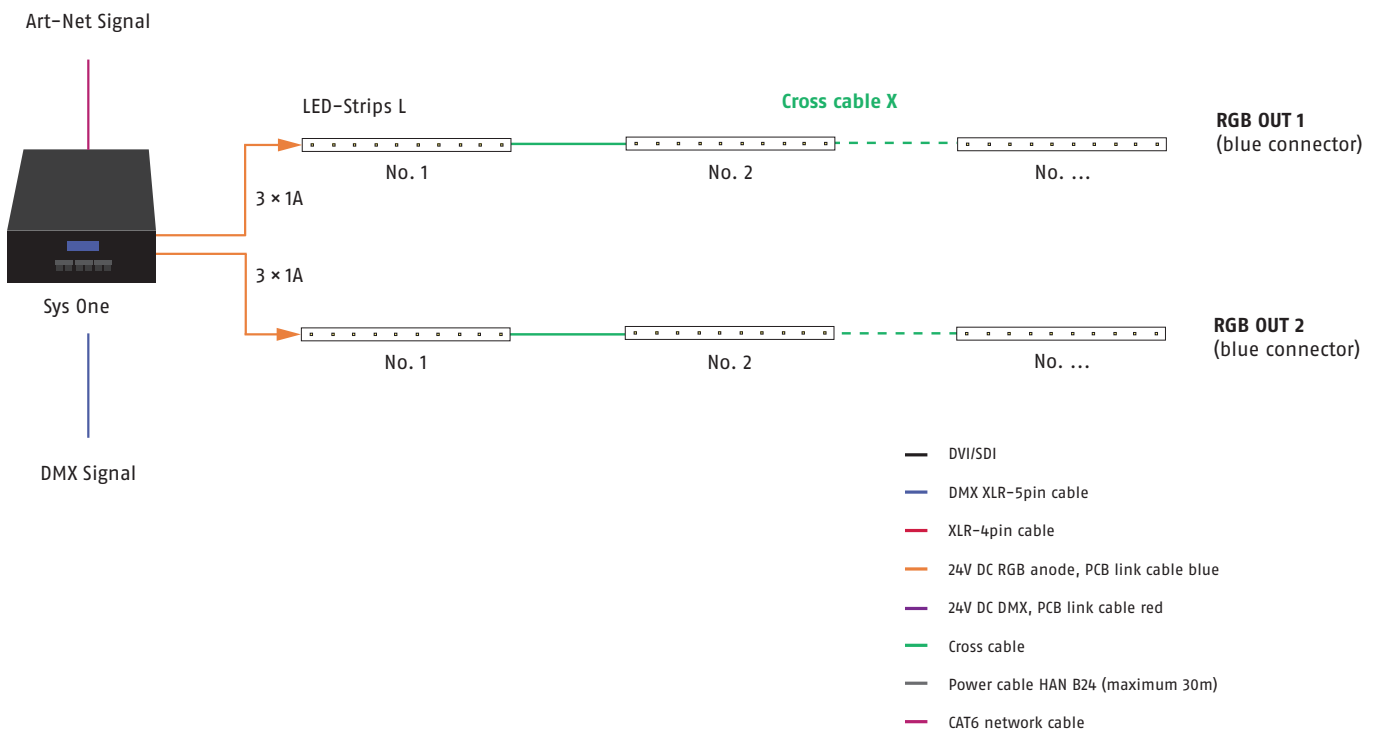 Art-Net Signal
LED-Strips L
Cross cable X
RGB OUT 1
(blue connector)
No. 1
No. 2
No. ...
3 × 1A
3 × 1A
Sys One
RGB OUT 2
(blue connector)
No. 1
No. 2
No. ...
DMX Signal
DVI/SDI
DMX XLR-5pin cable
XLR-4pin cable
24V DC RGB anode, PCB link cable blue
24V DC DMX, PCB link cable red
Cross cable
Power cable HAN B24 (maximum 30m)
CAT6 network cable